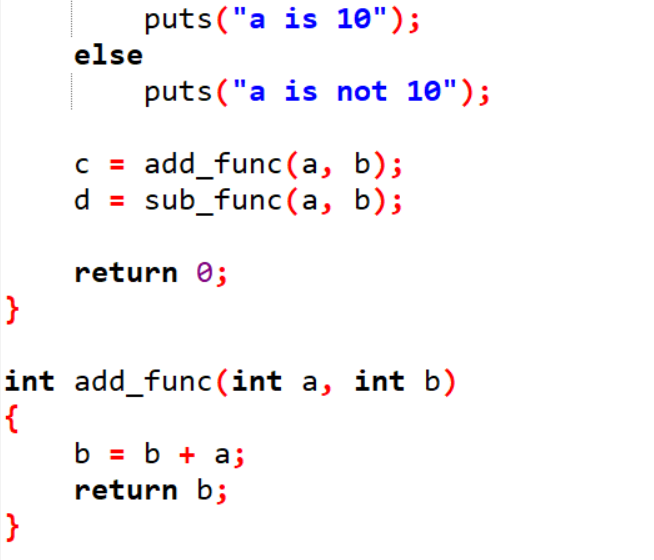 puts("a is 10");
else
puts("a is not 10");
c = add_func(a, b);
d = sub_func(a, b);
return 0;
}
int add_func(int a, int b)
{
b = b + a;
return b;
}